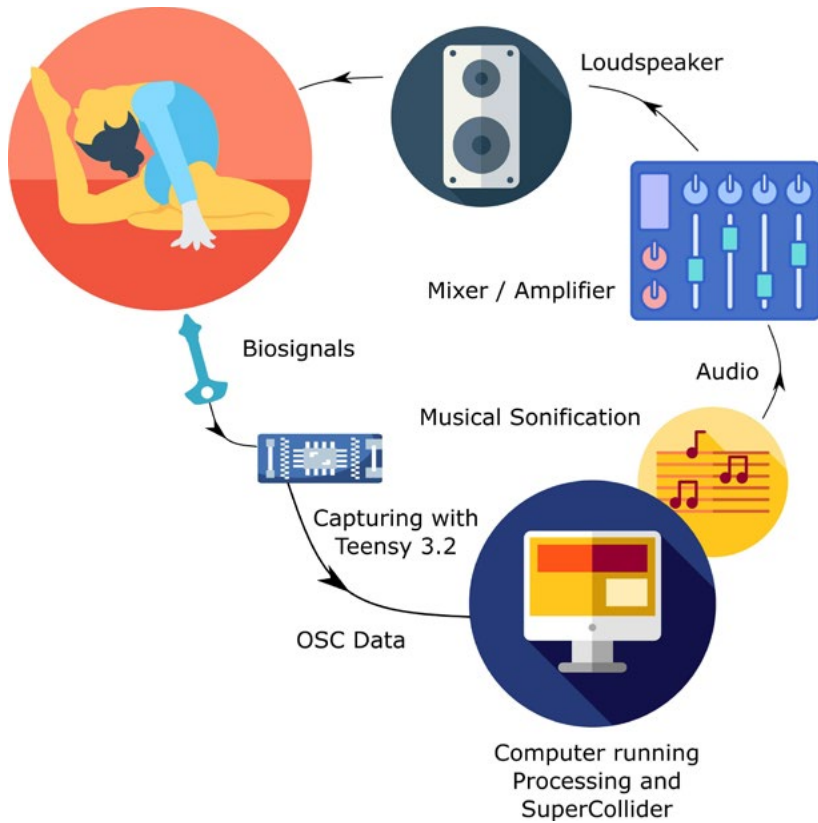 Loudspeaker
Mixer / Amplifier
Biosignals
Audio
Musical Sonification
Capturing with
Teensy 3.2
OSC Data
Computer running
Processing and
SuperCollider